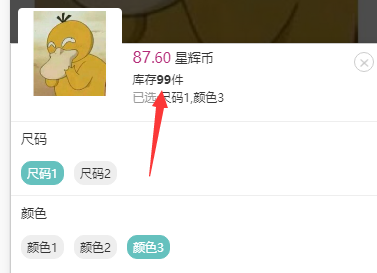 87.60 星辉币
库存99件
已选 尺码1,颜色3
尺码
尺码1 尺码2
颜色
颜色1 颜色2 颜色3